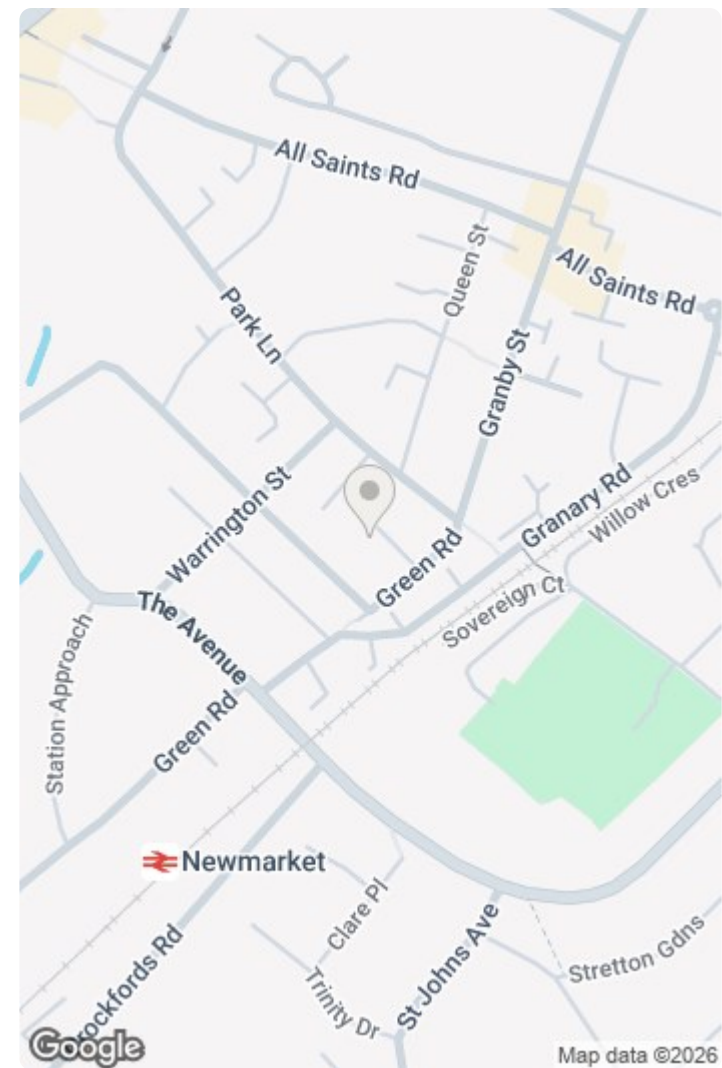 All Saints Rd
Queen St
All Saints Rd
Park Ln
Granby St
Granary Rd
Willow Cres
Warrington St
Green Rd
Sovereign Ct
The Avenue
Station Approach
Green Rd
Newmarket
Clare Pl
St Johns Ave
Stretton Gdns
Trinity Dr
rockfords Rd
Google
Map data ©2026